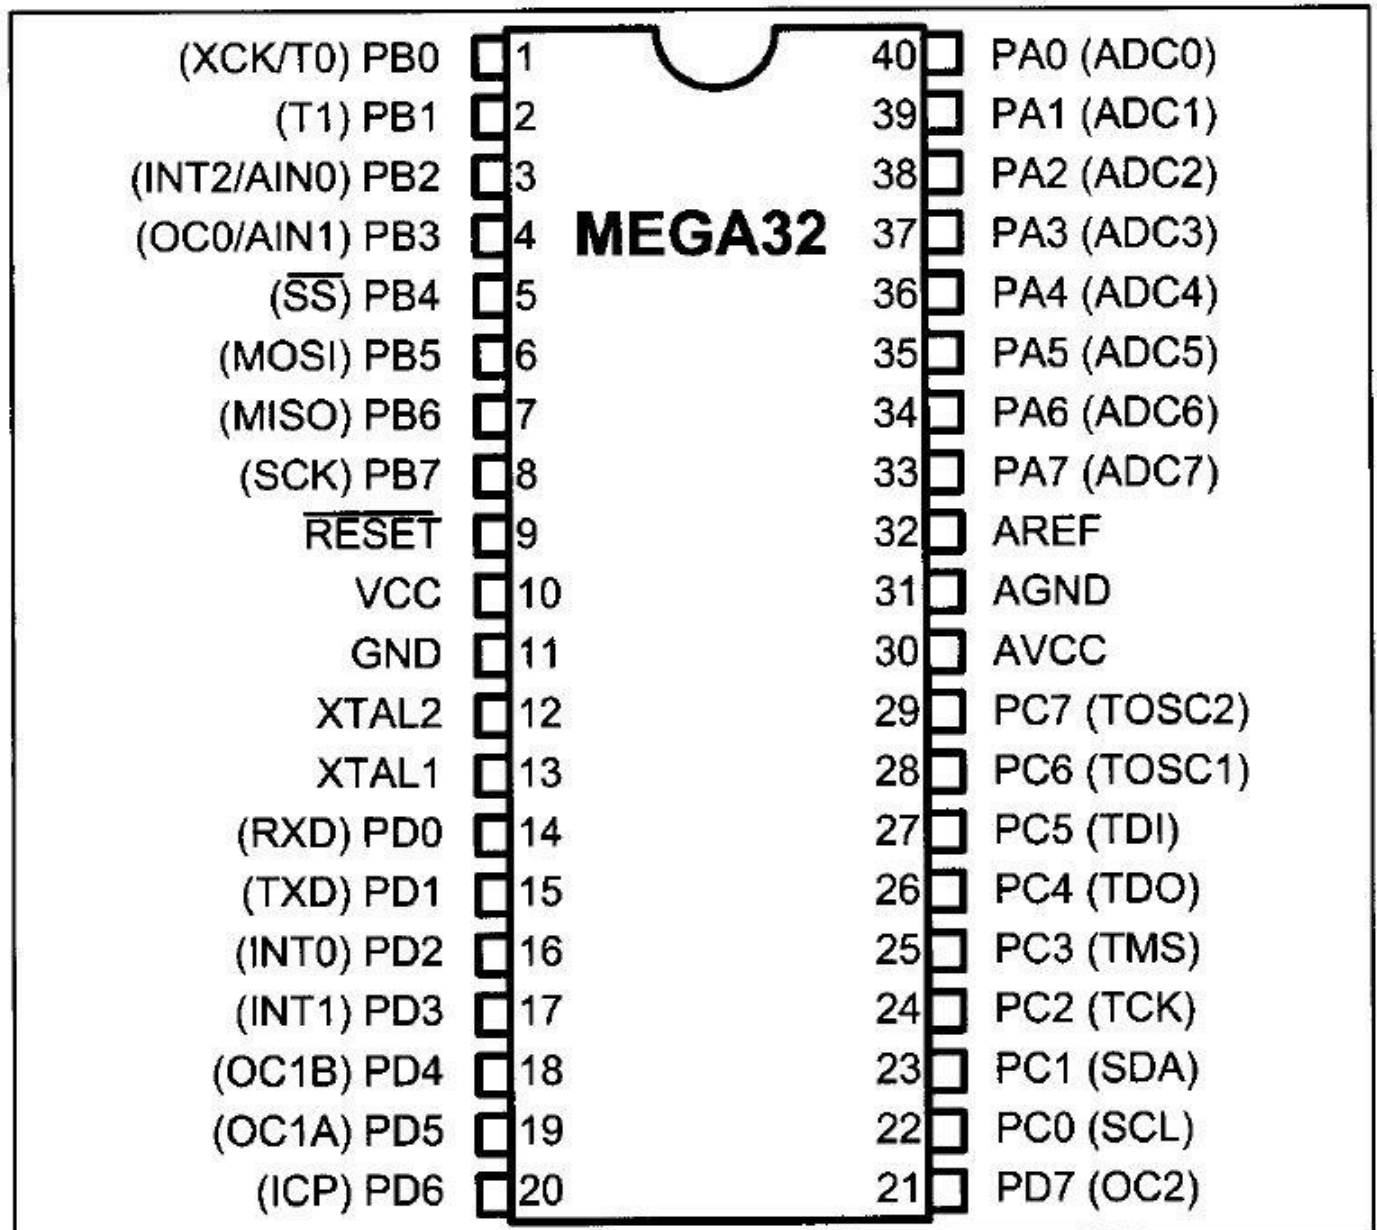 (XCK/T0) PB0 1 40 PA0 (ADC0)
(T1) PB1 2 39 PA1 (ADC1)
(INT2/AIN0) PB2 3 38 PA2 (ADC2)
(OC0/AIN1) PB3 4 MEGA32 37 PA3 (ADC3)
(SS) PB4 5 36 PA4 (ADC4)
(MOSI) PB5 6 35 PA5 (ADC5)
(MISO) PB6 7 34 PA6 (ADC6)
(SCK) PB7 8 33 PA7 (ADC7)
RESET 9 32 AREF
VCC 10 31 AGND
GND 11 30 AVCC
XTAL2 12 29 PC7 (TOSC2)
XTAL1 13 28 PC6 (TOSC1)
(RXD) PD0 14 27 PC5 (TDI)
(TXD) PD1 15 26 PC4 (TDO)
(INT0) PD2 16 25 PC3 (TMS)
(INT1) PD3 17 24 PC2 (TCK)
(OC1B) PD4 18 23 PC1 (SDA)
(OC1A) PD5 19 22 PC0 (SCL)
(ICP) PD6 20 21 PD7 (OC2)